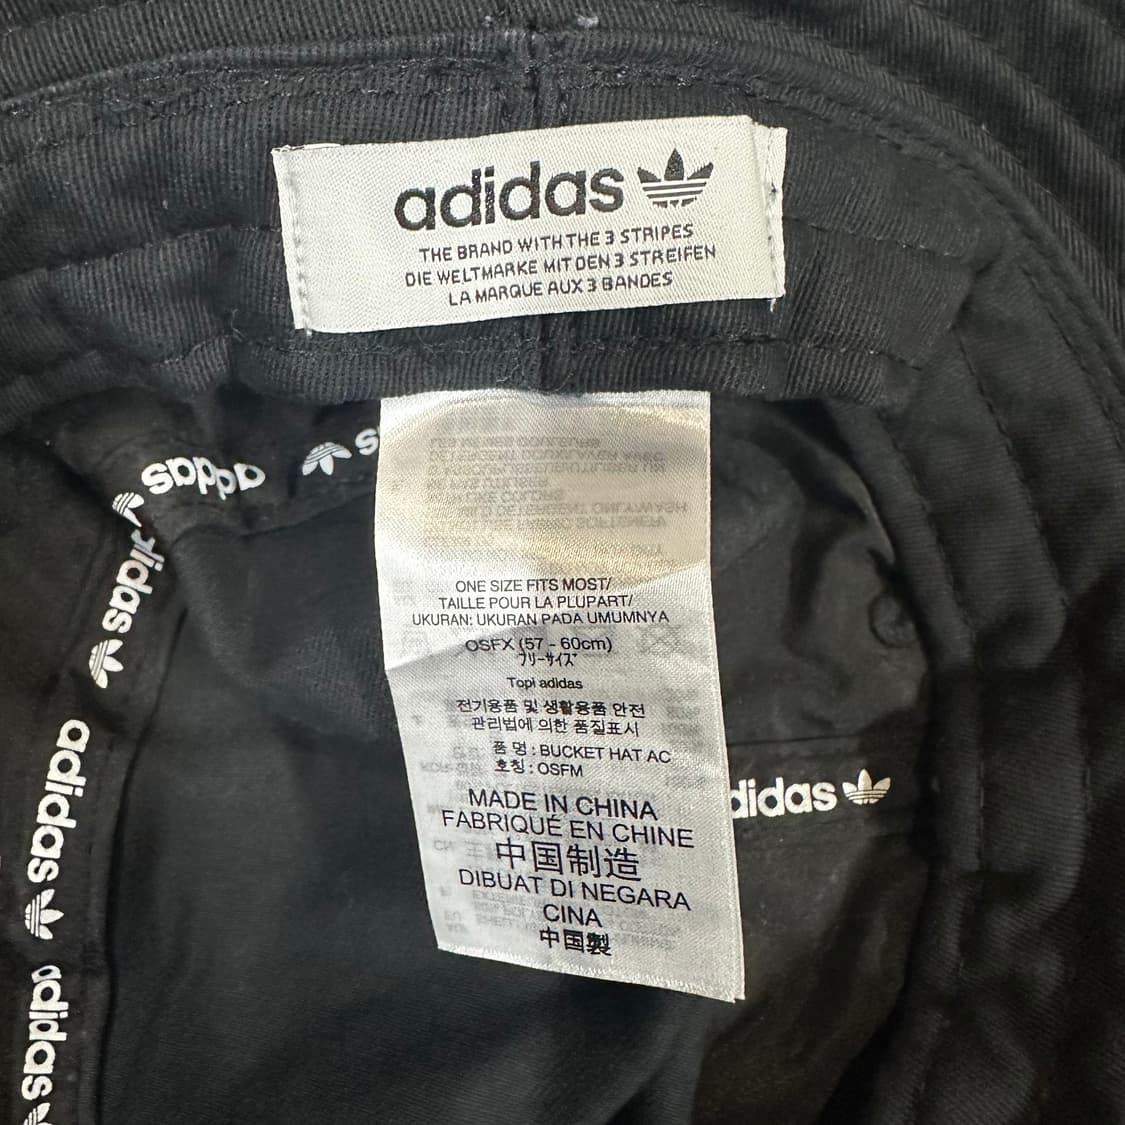 adidas
THE BRAND WITH THE 3 STRIPES
DIE WELTMARKE MIT DEN 3 STREIFEN
LA MARQUE AUX 3 BANDES
adidas
adidas
adidas
adidas
ONE SIZE FITS MOST/
TAILLE POUR LA PLUPART/
UKURAN: UKURAN PADA UMUMNYA
OSFX (57 - 60cm)
フリーサイズ
Topi adidas
전기용품 및 생활용품 안전
관리법에 의한 품질표시
품 명 : BUCKET HAT AC
호칭 : OSFM
didas
MADE IN CHINA
FABRIQUÉ EN CHINE
中国制造
DIBUAT DI NEGARA
CINA
中国製